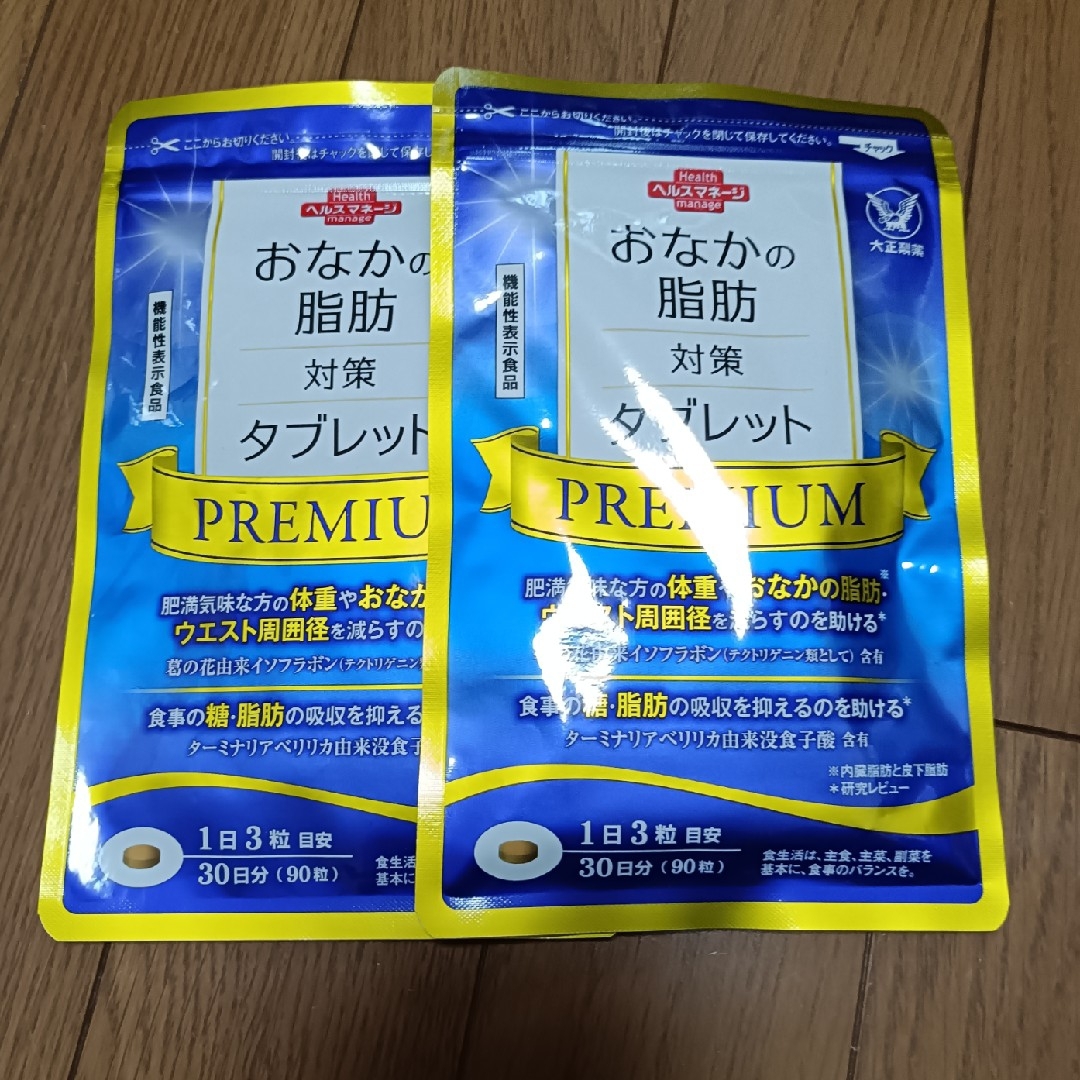 ここからお切りください。
開封後はチャックを閉じて保存し
Health
ヘルスマネージ
manage
おなかの
脂肪
対策
タブレット
機能性表示食品
PREMIU
肥満気味な方の体重やおなか
ウエスト周囲径を減らすの
葛の花由来イソフラボン(テクトリゲニン
食事の糖・脂肪の吸収を抑える
ターミナリアベリリカ由来没食子
1日3粒 目安
30日分(90粒)
食生活
基本に
ここからお切りください。
開封後はチャックを閉じて保存してください。
チャック
Health
ヘルスマネージ
manage
大正製薬
おなかの
脂肪
対策
タブレット
機能性表示食品
PREMIUM
肥満気味な方の体重やおなかの脂肪※・
ウエスト周囲径を減らすのを助ける*
花由来イソフラボン(テクトリゲニン類として)含有
食事の糖・脂肪の吸収を抑えるのを助ける*
ターミナリアベリリカ由来没食子酸 含有
※内臓脂肪と皮下脂肪
*研究レビュー
1日3粒 目安
30日分(90粒)
食生活は、主食、主菜、副菜を
基本に、食事のバランスを。